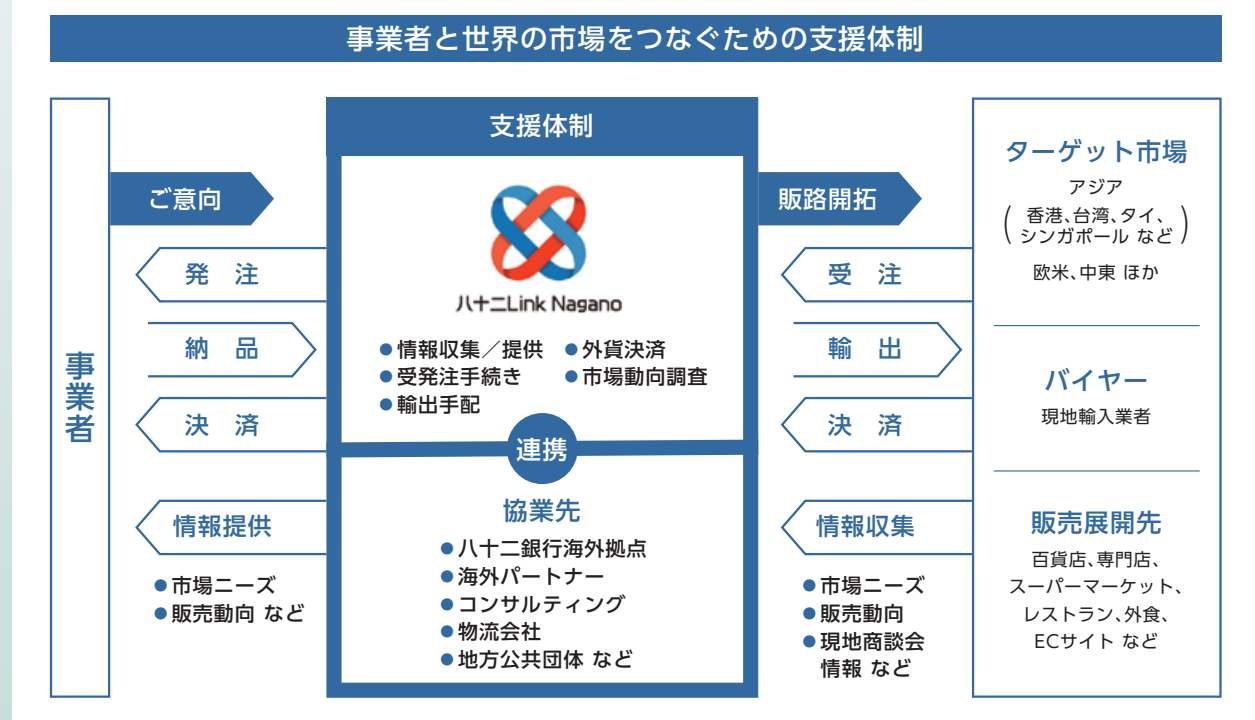 事業者と世界の市場をつなぐための支援体制
事業者
ご意向
発 注
納 品
決 済
情報提供
●市場ニーズ
●販売動向 など
支援体制
八十二Link Nagano
●情報収集／提供
●受発注手続き
●輸出手配
●外貨決済
●市場動向調査
連携
協業先
●八十二銀行海外拠点
●海外パートナー
●コンサルティング
●物流会社
●地方公共団体 など
販路開拓
受 注
輸 出
決 済
情報収集
●市場ニーズ
●販売動向
●現地商談会
情報 など
ターゲット市場
アジア
(香港、台湾、タイ、
シンガポール など)
欧米、中東 ほか
バイヤー
現地輸入業者
販売展開先
百貨店、専門店、
スーパーマーケット、
レストラン、外食、
ECサイト など